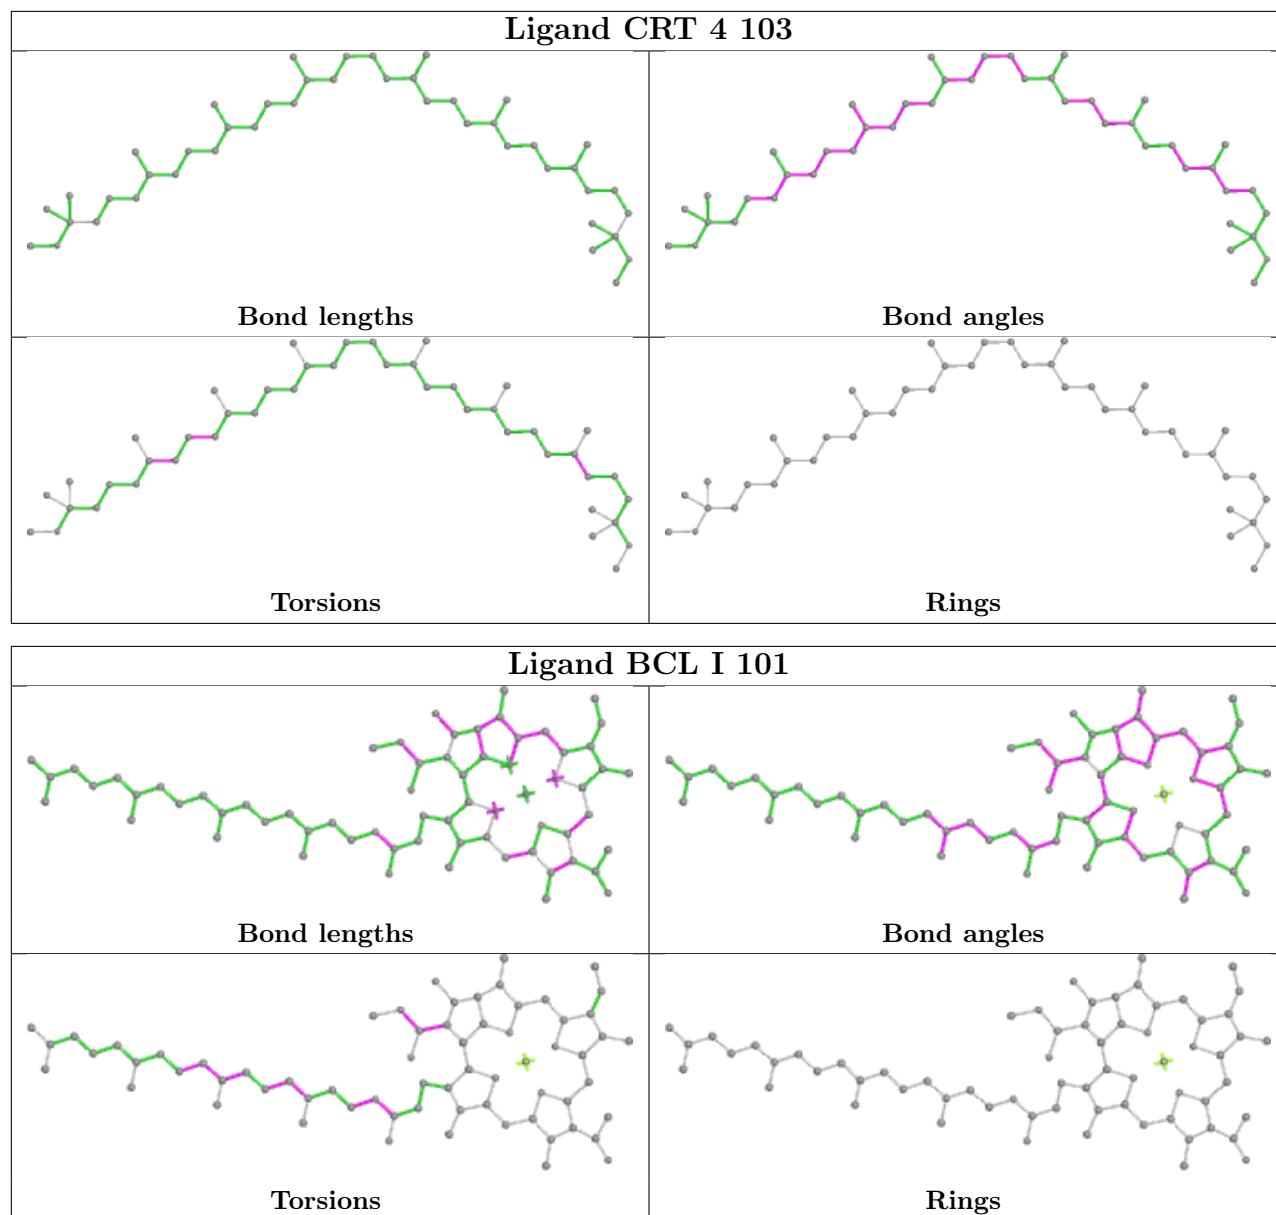 Ligand CRT 4 103
Bond lengths
Bond angles
Torsions
Rings
Ligand BCL I 101
Bond lengths
Bond angles
Torsions
Rings